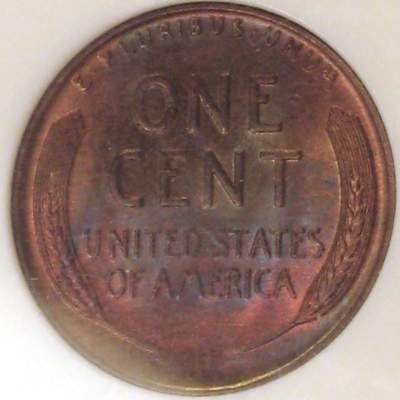 E·PLURIBUS·UNUM
ONE
CENT
UNITED STATES
OF AMERICA